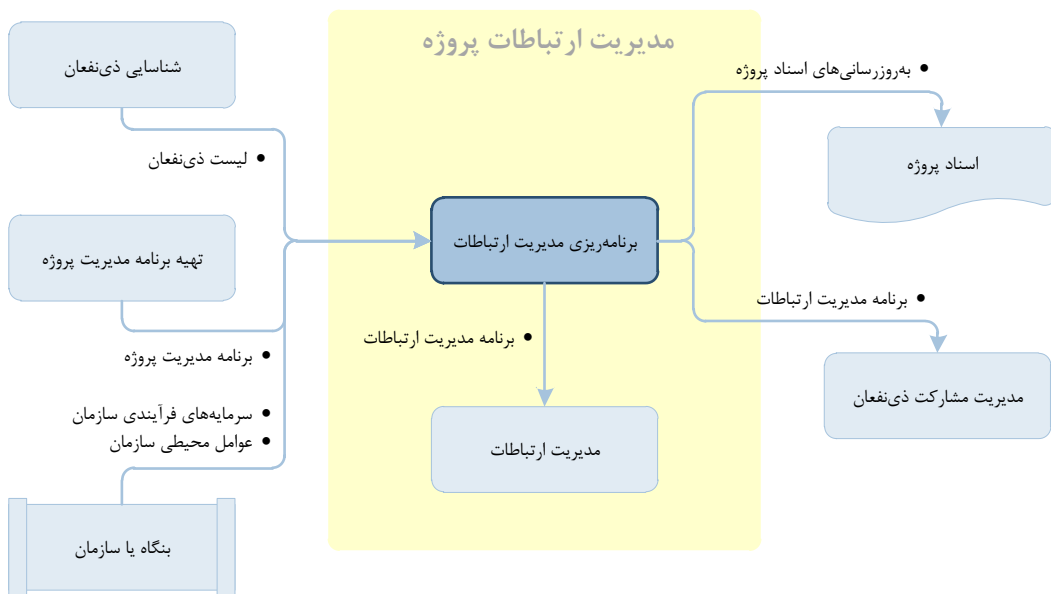 مدیریت ارتباطات پروژه
شناسایی ذی‌نفعان
• لیست ذی‌نفعان
تهیه برنامه مدیریت پروژه
• برنامه مدیریت پروژه
• سرمایه‌های فرآیندی سازمان
• عوامل محیطی سازمان
بنگاه یا سازمان
برنامه‌ریزی مدیریت ارتباطات
• برنامه مدیریت ارتباطات
مدیریت ارتباطات
• به‌روزرسانی‌های اسناد پروژه
اسناد پروژه
• برنامه مدیریت ارتباطات
مدیریت مشارکت ذی‌نفعان